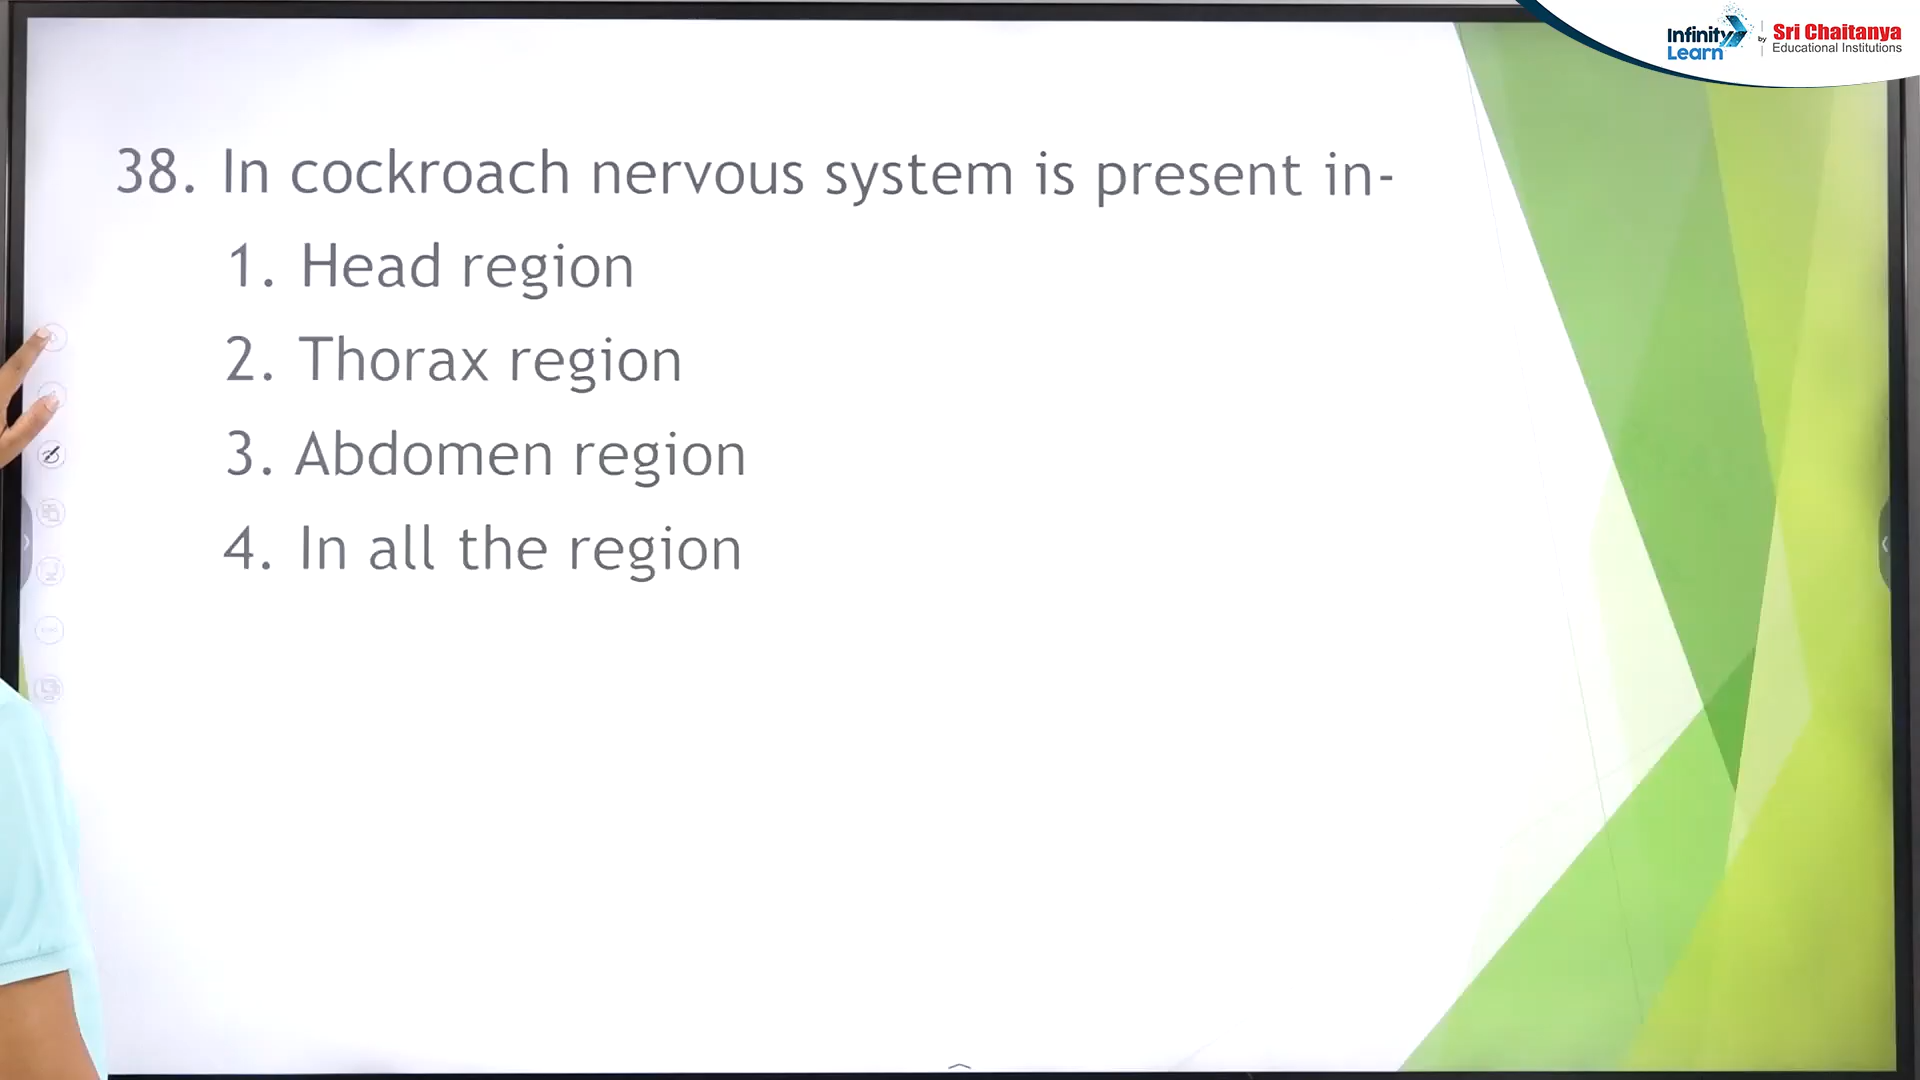 Infinity Learn by Sri Chaitanya Educational Institutions
38. In cockroach nervous system is present in-
1. Head region
2. Thorax region
3. Abdomen region
4. In all the region